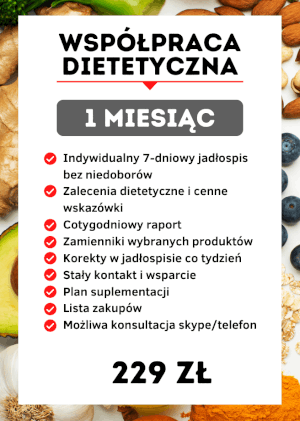 WSPÓŁPRACA
DIETETYCZNA
1 MIESIĄC
Indywidualny 7-dniowy jadłospis
bez niedoborów
Zalecenia dietetyczne i cenne
wskazówki
Cotygodniowy raport
Zamienniki wybranych produktów
Korekty w jadłospisie co tydzień
Stały kontakt i wsparcie
Plan suplementacji
Lista zakupów
Możliwa konsultacja skype/telefon
229 ZŁ